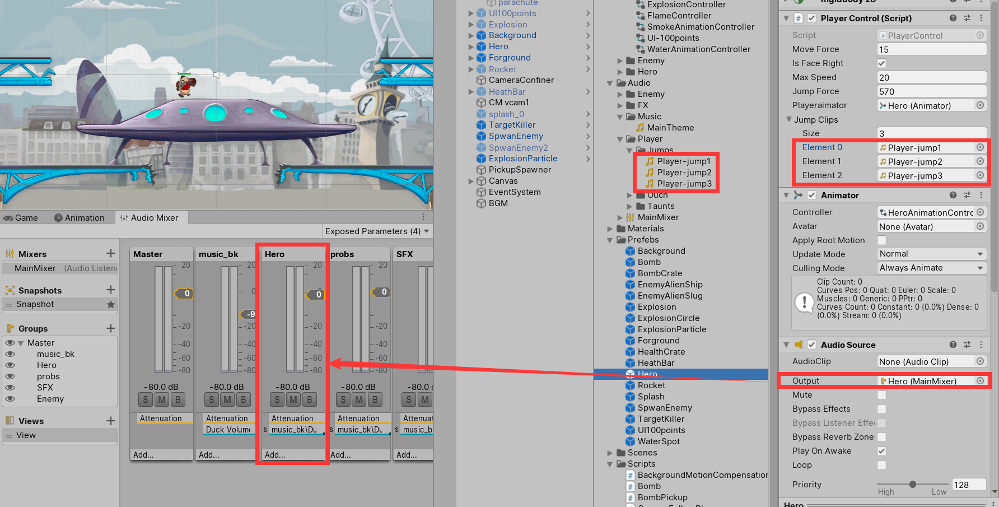 parachute
UI100points
Explosion
Background
Hero
Forground
Rocket
CameraConfiner
HeathBar
CM vcam1
splash_0
TargetKiller
SpwanEnemy
SpwanEnemy2
ExplosionParticle
PickupSpawner
Canvas
EventSystem
BGM
ExplosionController
FlameController
SmokeAnimationController
UI-100points
WaterAnimationController
Enemy
Hero
Audio
Enemy
FX
Music
MainTheme
Player
Jumps
Player-jump1
Player-jump2
Player-jump3
Ouch
Taunts
MainMixer
Materials
Prefebs
Background
Bomb
BombCrate
EnemyAlienShip
EnemyAlienSlug
Explosion
ExplosionCircle
ExplosionParticle
Forground
HealthCrate
HeathBar
Hero
Rocket
Splash
SpwanEnemy
TargetKiller
UI100points
WaterSpot
Scenes
Scripts
BackgroundMotionCompensation
Bomb
BombPickup
Rigidbody 2D
Player Control (Script)
Script PlayerControl
Move Force 15
Is Face Right
Max Speed 20
Jump Force 570
Playeraimator Hero (Animator)
Jump Clips
Size 3
Element 0 Player-jump1
Element 1 Player-jump2
Element 2 Player-jump3
Animator
Controller HeroAnimationContro
Avatar None (Avatar)
Apply Root Motion
Update Mode Normal
Culling Mode Always Animate
Clip Count: 0
Curves Pos: 0 Quat: 0 Euler: 0 Scale: 0
Muscles: 0 Generic: 0 PPtr: 0
Curves Count: 0 Constant: 0 (0.0%) Dense: 0
(0.0%) Stream: 0 (0.0%)
Audio Source
AudioClip None (Audio Clip)
Output Hero (MainMixer)
Mute
Bypass Effects
Bypass Listener Effec
Bypass Reverb Zones
Play On Awake
Loop
Priority 128
High Low
Hero
Game Animation Audio Mixer
Exposed Parameters (4)
Mixers
MainMixer (Audio Listene
Snapshots
Snapshot
Groups
Master
music_bk
Hero
probs
SFX
Enemy
Views
View
Master music_bk Hero probs SFX
20 20 20 20
0 0 0 0
-9
-20 -20 -20 -20
-40 -40 -40 -40
-60 -60 -60 -60
-80 -80 -80 -80
-80.0 dB -80.0 dB -80.0 dB -80.0 dB -80.0
S M B S M B S M B S M B S M
Attenuation Attenuation Attenuation Attenuation Attenuat
Duck Volume s music_bk\Du s music_bk\Du s music_b
Add... Add... Add... Add... Add...